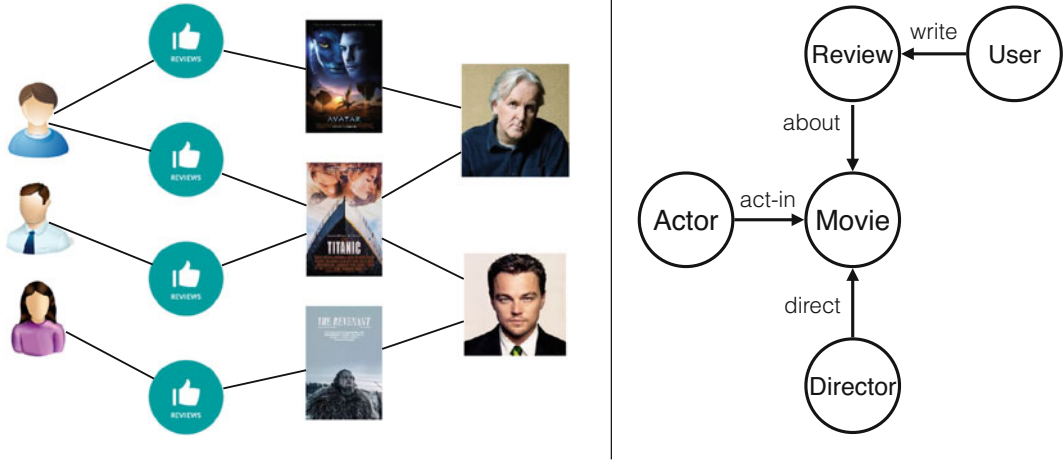 REVIEWS
AVATAR
REVIEWS
TITANIC
REVIEWS
THE REVENANT
REVIEWS
write
Review
User
about
act-in
Actor
Movie
direct
Director